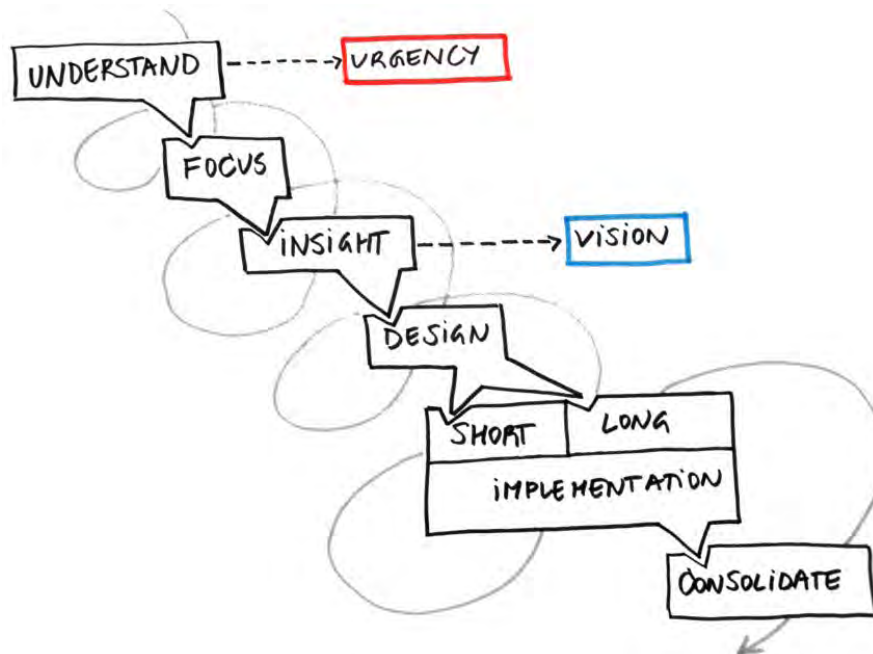 UNDERSTAND
URGENCY
FOCUS
iNSiGHT
ViSiON
DESiGN
SHORT
LONG
iMPLEMENTATiON
CONSOLiDATE